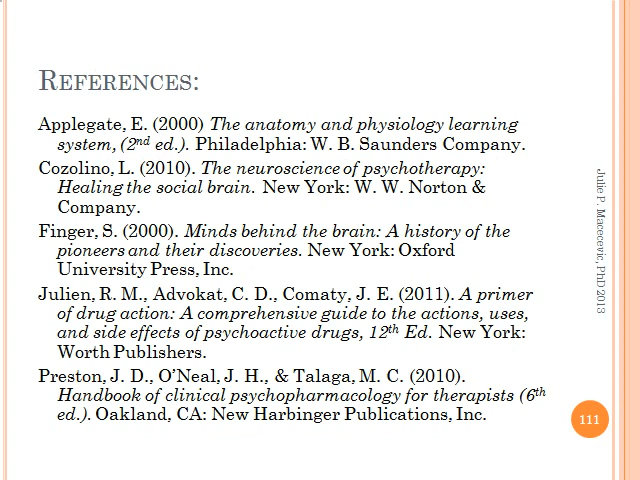 REFERENCES:
Applegate, E. (2000) The anatomy and physiology learning
system, (2nd ed.). Philadelphia: W. B. Saunders Company.
Cozolino, L. (2010). The neuroscience of psychotherapy:
Healing the social brain. New York: W. W. Norton &
Company.
Finger, S. (2000). Minds behind the brain: A history of the
pioneers and their discoveries. New York: Oxford
University Press, Inc.
Julien, R. M., Advokat, C. D., Comaty, J. E. (2011). A primer
of drug action: A comprehensive guide to the actions, uses,
and side effects of psychoactive drugs, 12th Ed. New York:
Worth Publishers.
Preston, J. D., O’Neal, J. H., & Talaga, M. C. (2010).
Handbook of clinical psychopharmacology for therapists (6th
ed.). Oakland, CA: New Harbinger Publications, Inc.
Julie P. Macecevic, PhD 2013
111